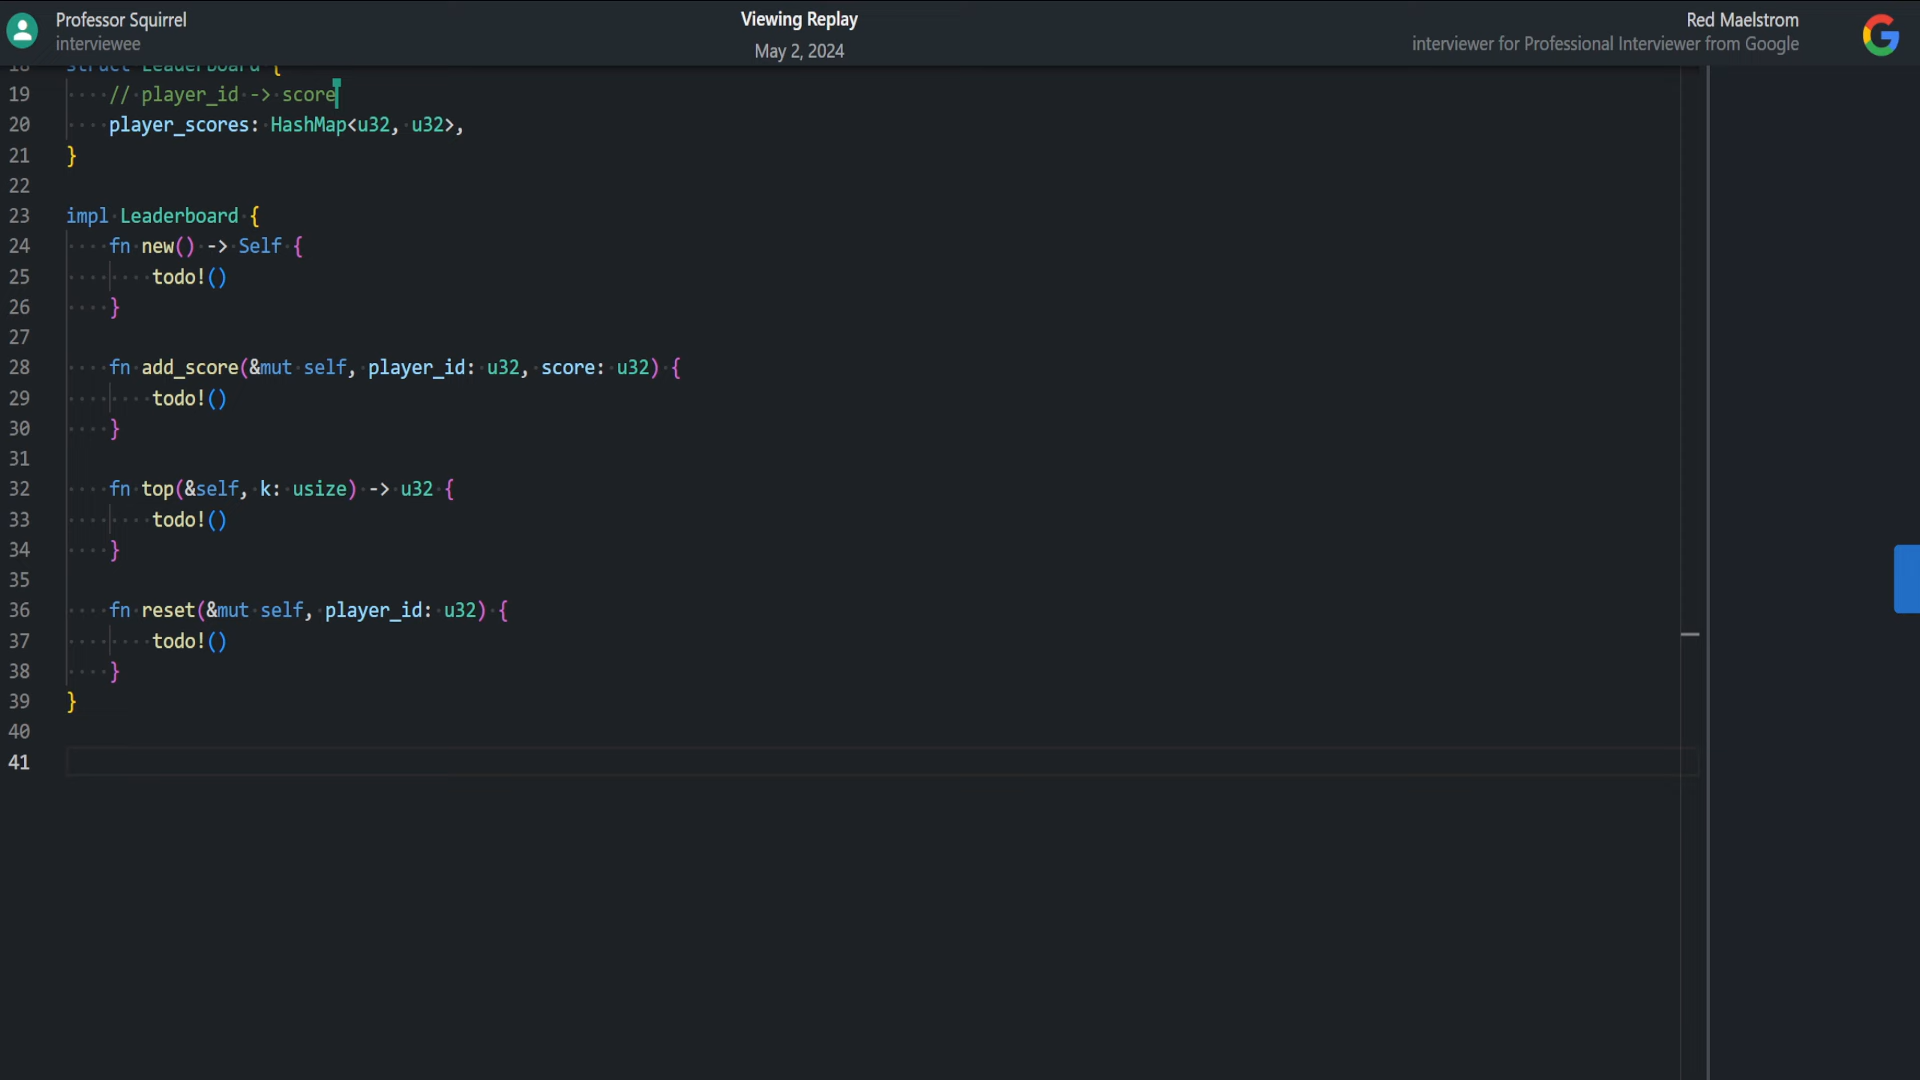 Professor Squirrel
interviewee
Viewing Replay
May 2, 2024
Red Maelstrom
interviewer for Professional Interviewer from Google
18 struct Leaderboard {
19 // player_id -> score
20 player_scores: HashMap<u32, u32>,
21 }
22
23 impl Leaderboard {
24 fn new() -> Self {
25 todo!()
26 }
27
28 fn add_score(&mut self, player_id: u32, score: u32) {
29 todo!()
30 }
31
32 fn top(&self, k: usize) -> u32 {
33 todo!()
34 }
35
36 fn reset(&mut self, player_id: u32) {
37 todo!()
38 }
39 }
40
41